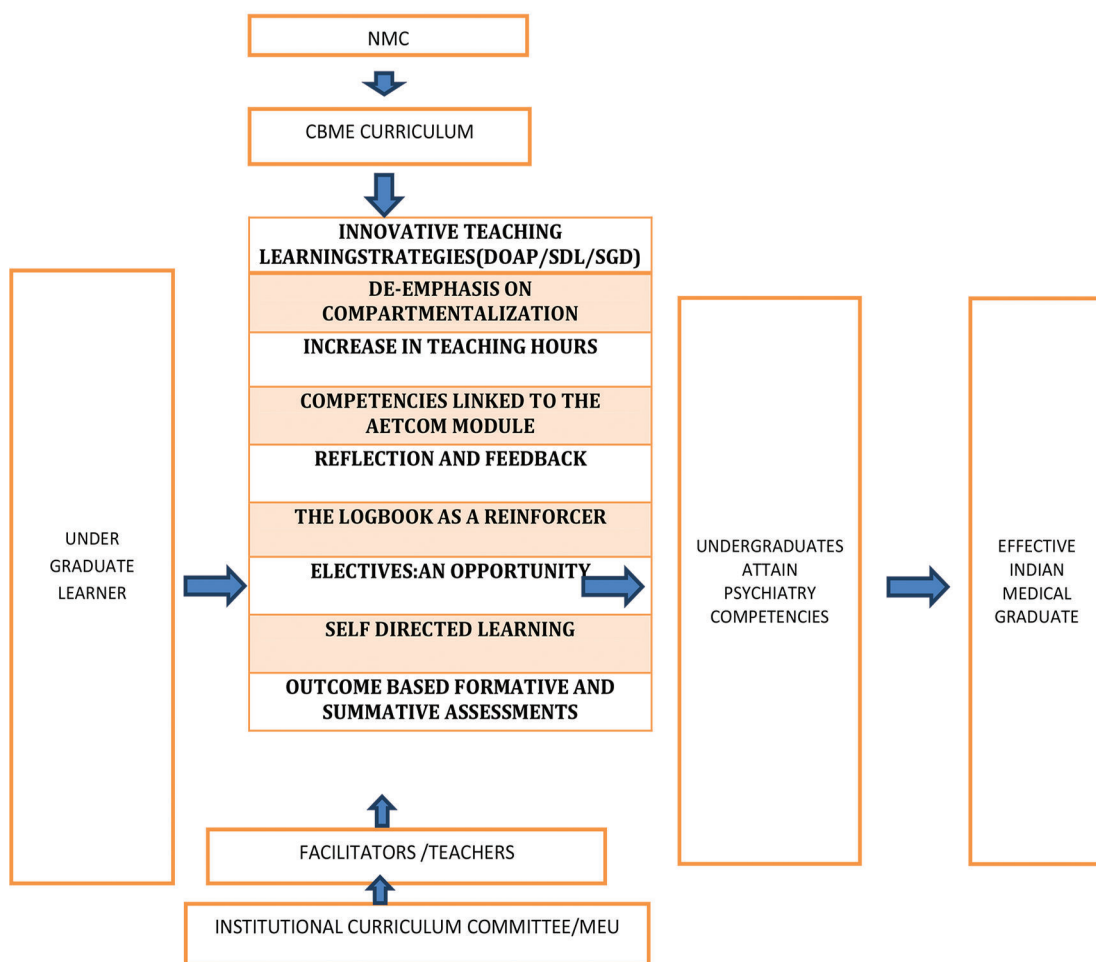 NMC
CBME CURRICULUM
INNOVATIVE TEACHING
LEARNINGSTRATEGIES(DOAP/SDL/SGD)
DE-EMPHASIS ON
COMPARTMENTALIZATION
INCREASE IN TEACHING HOURS
COMPETENCIES LINKED TO THE
AETCOM MODULE
REFLECTION AND FEEDBACK
THE LOGBOOK AS A REINFORCER
ELECTIVES:AN OPPORTUNITY
SELF DIRECTED LEARNING
OUTCOME BASED FORMATIVE AND
SUMMATIVE ASSESSMENTS
UNDER
GRADUATE
LEARNER
UNDERGRADUATES
ATTAIN
PSYCHIATRY
COMPETENCIES
EFFECTIVE
INDIAN
MEDICAL
GRADUATE
FACILITATORS /TEACHERS
INSTITUTIONAL CURRICULUM COMMITTEE/MEU